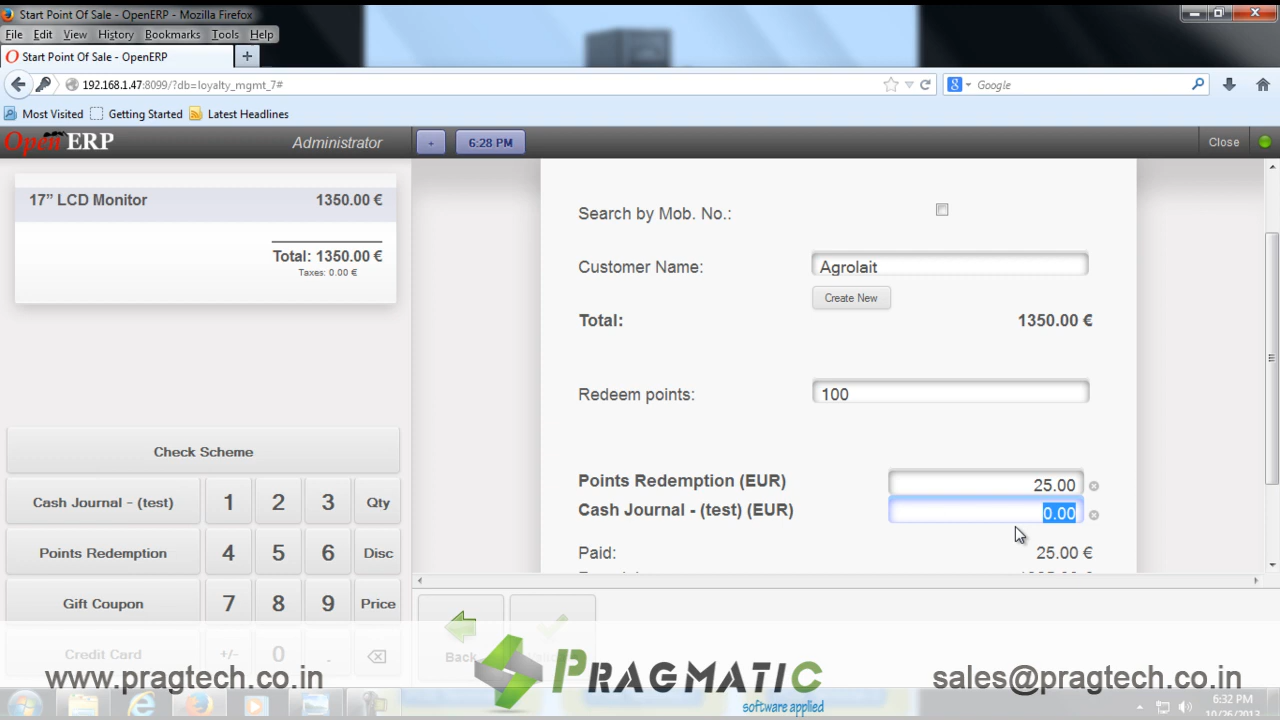 Start Point Of Sale - OpenERP - Mozilla Firefox
File Edit View History Bookmarks Tools Help
Start Point Of Sale - OpenERP +
192.168.1.47:8099/?db=loyalty_mgmt_7#
8 Google
Most Visited Getting Started Latest Headlines
OpenERP Administrator + 6:28 PM Close
17” LCD Monitor 1350.00 €
Total: 1350.00 €
Taxes: 0.00 €
Search by Mob. No.:
Customer Name: Agrolait
Create New
Total: 1350.00 €
Redeem points: 100
Points Redemption (EUR) 25.00
Cash Journal - (test) (EUR) 0.00
Paid: 25.00 €
Check Scheme
Cash Journal - (test) 1 2 3 Qty
Points Redemption 4 5 6 Disc
Gift Coupon 7 8 9 Price
Credit Card +/- 0 .
Back
www.pragtech.co.in
PRAGMATIC
software applied
sales@pragtech.co.in
6:32 PM
10/26/2013